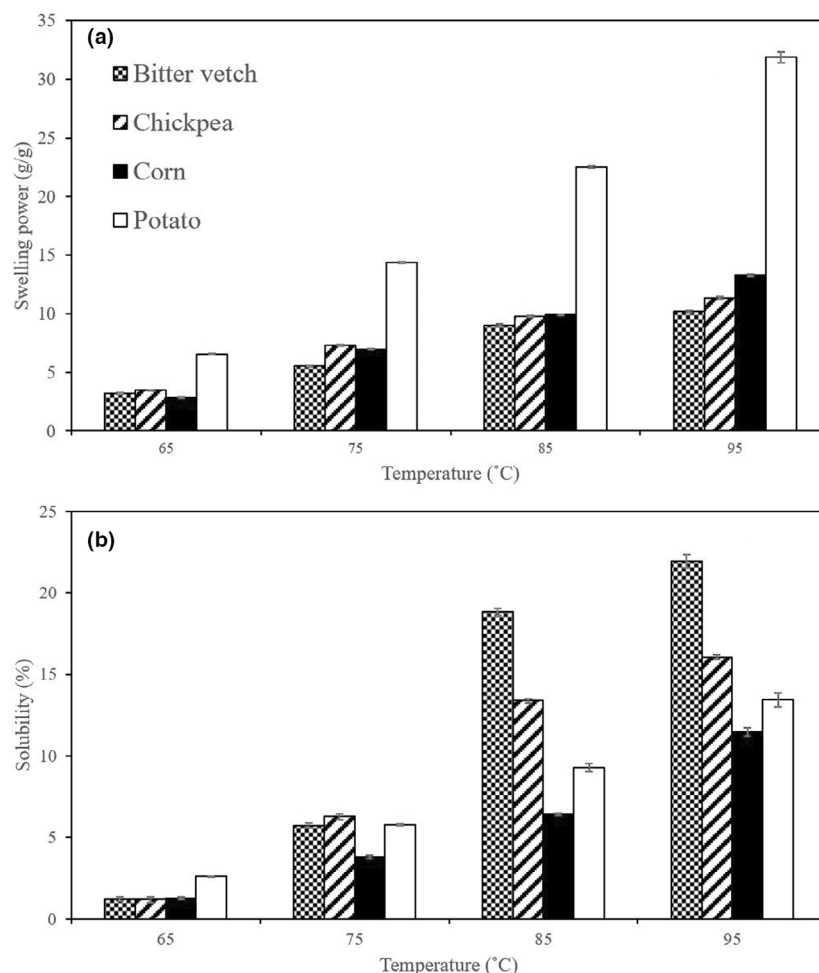 (a)
Bitter vetch
Chickpea
Corn
Potato
Swelling power (g/g)
35
30
25
20
15
10
5
0
65 75 85 95
Temperature (˚C)
(b)
Solubility (%)
25
20
15
10
5
0
65 75 85 95
Temperature (˚C)